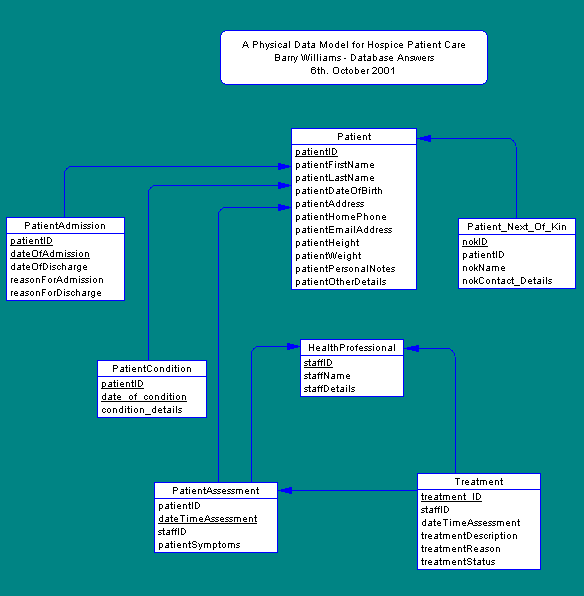 A Physical Data Model for Hospice Patient Care
Barry Williams - Database Answers
6th. October 2001
Patient
patientID
patientFirstName
patientLastName
patientDateOfBirth
patientAddress
patientHomePhone
patientEmailAddress
patientHeight
patientWeight
patientPersonalNotes
patientOtherDetails
PatientAdmission
patientID
dateOfAdmission
dateOfDischarge
reasonForAdmission
reasonForDischarge
Patient_Next_Of_Kin
nokID
patientID
nokName
nokContact_Details
PatientCondition
patientID
date_of_condition
condition_details
HealthProfessional
staffID
staffName
staffDetails
PatientAssessment
patientID
dateTimeAssessment
staffID
patientSymptoms
Treatment
treatment_ID
staffID
dateTimeAssessment
treatmentDescription
treatmentReason
treatmentStatus